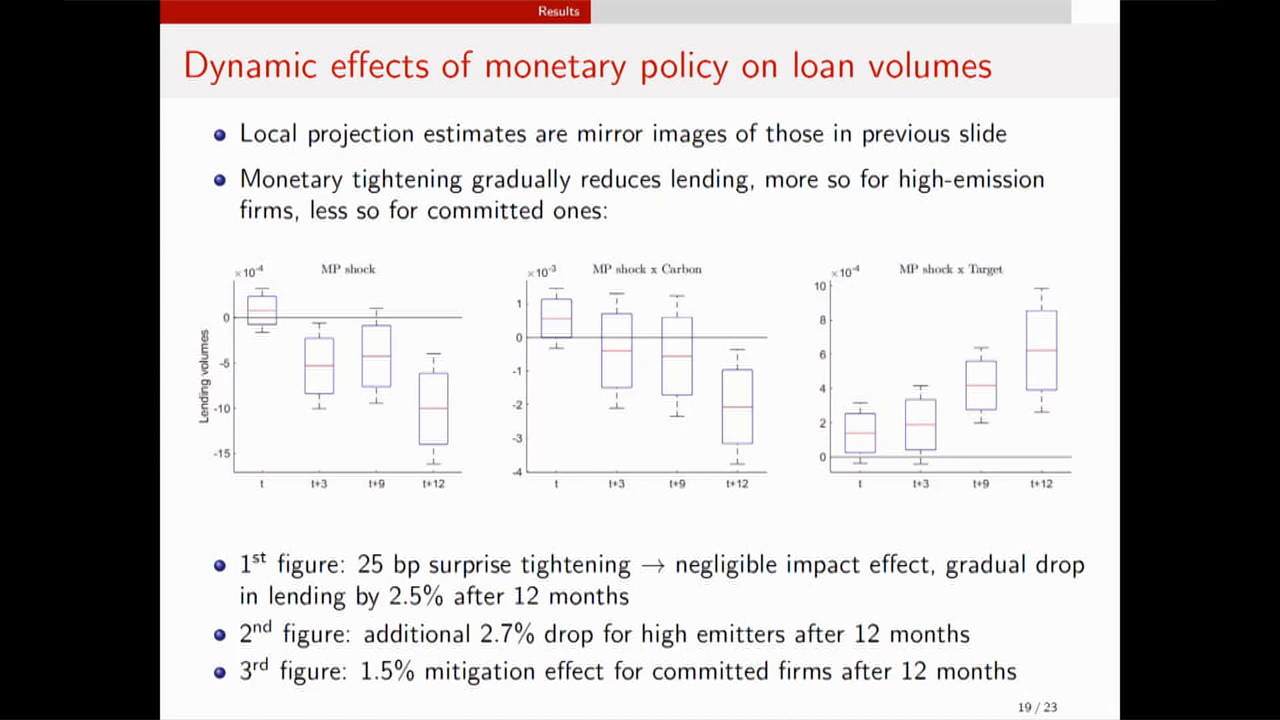 Results
Dynamic effects of monetary policy on loan volumes
Local projection estimates are mirror images of those in previous slide
Monetary tightening gradually reduces lending, more so for high-emission
firms, less so for committed ones:
×10⁻⁴ MP shock
Lending volumes
0
-5
-10
-15
t t+3 t+9 t+12
×10⁻³ MP shock x Carbon
1
0
-1
-2
-3
-4
t t+3 t+9 t+12
×10⁻⁴ MP shock x Target
10
8
6
4
2
0
t t+3 t+9 t+12
1st figure: 25 bp surprise tightening → negligible impact effect, gradual drop
in lending by 2.5% after 12 months
2nd figure: additional 2.7% drop for high emitters after 12 months
3rd figure: 1.5% mitigation effect for committed firms after 12 months
19 / 23